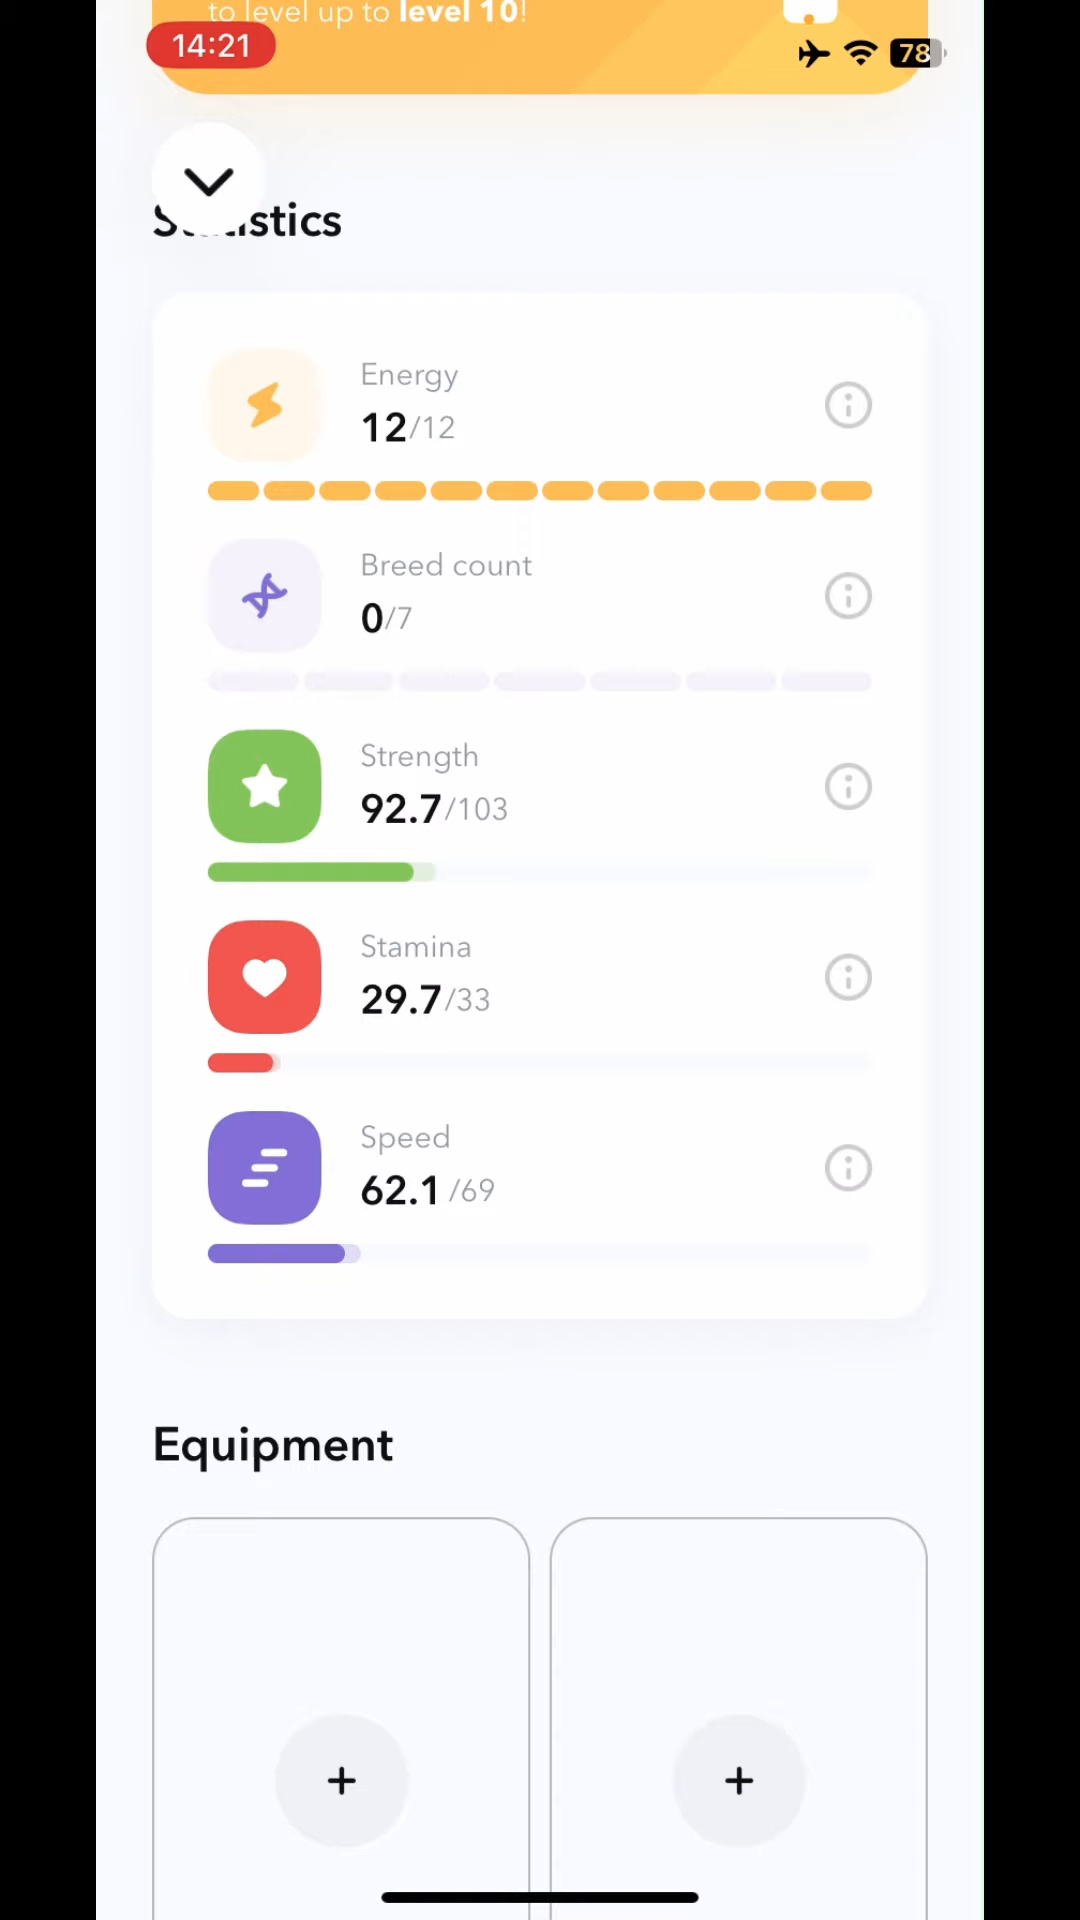 to level up to level 10!
14:21
78
Statistics
Energy
12/12
Breed count
0/7
Strength
92.7/103
Stamina
29.7/33
Speed
62.1/69
Equipment